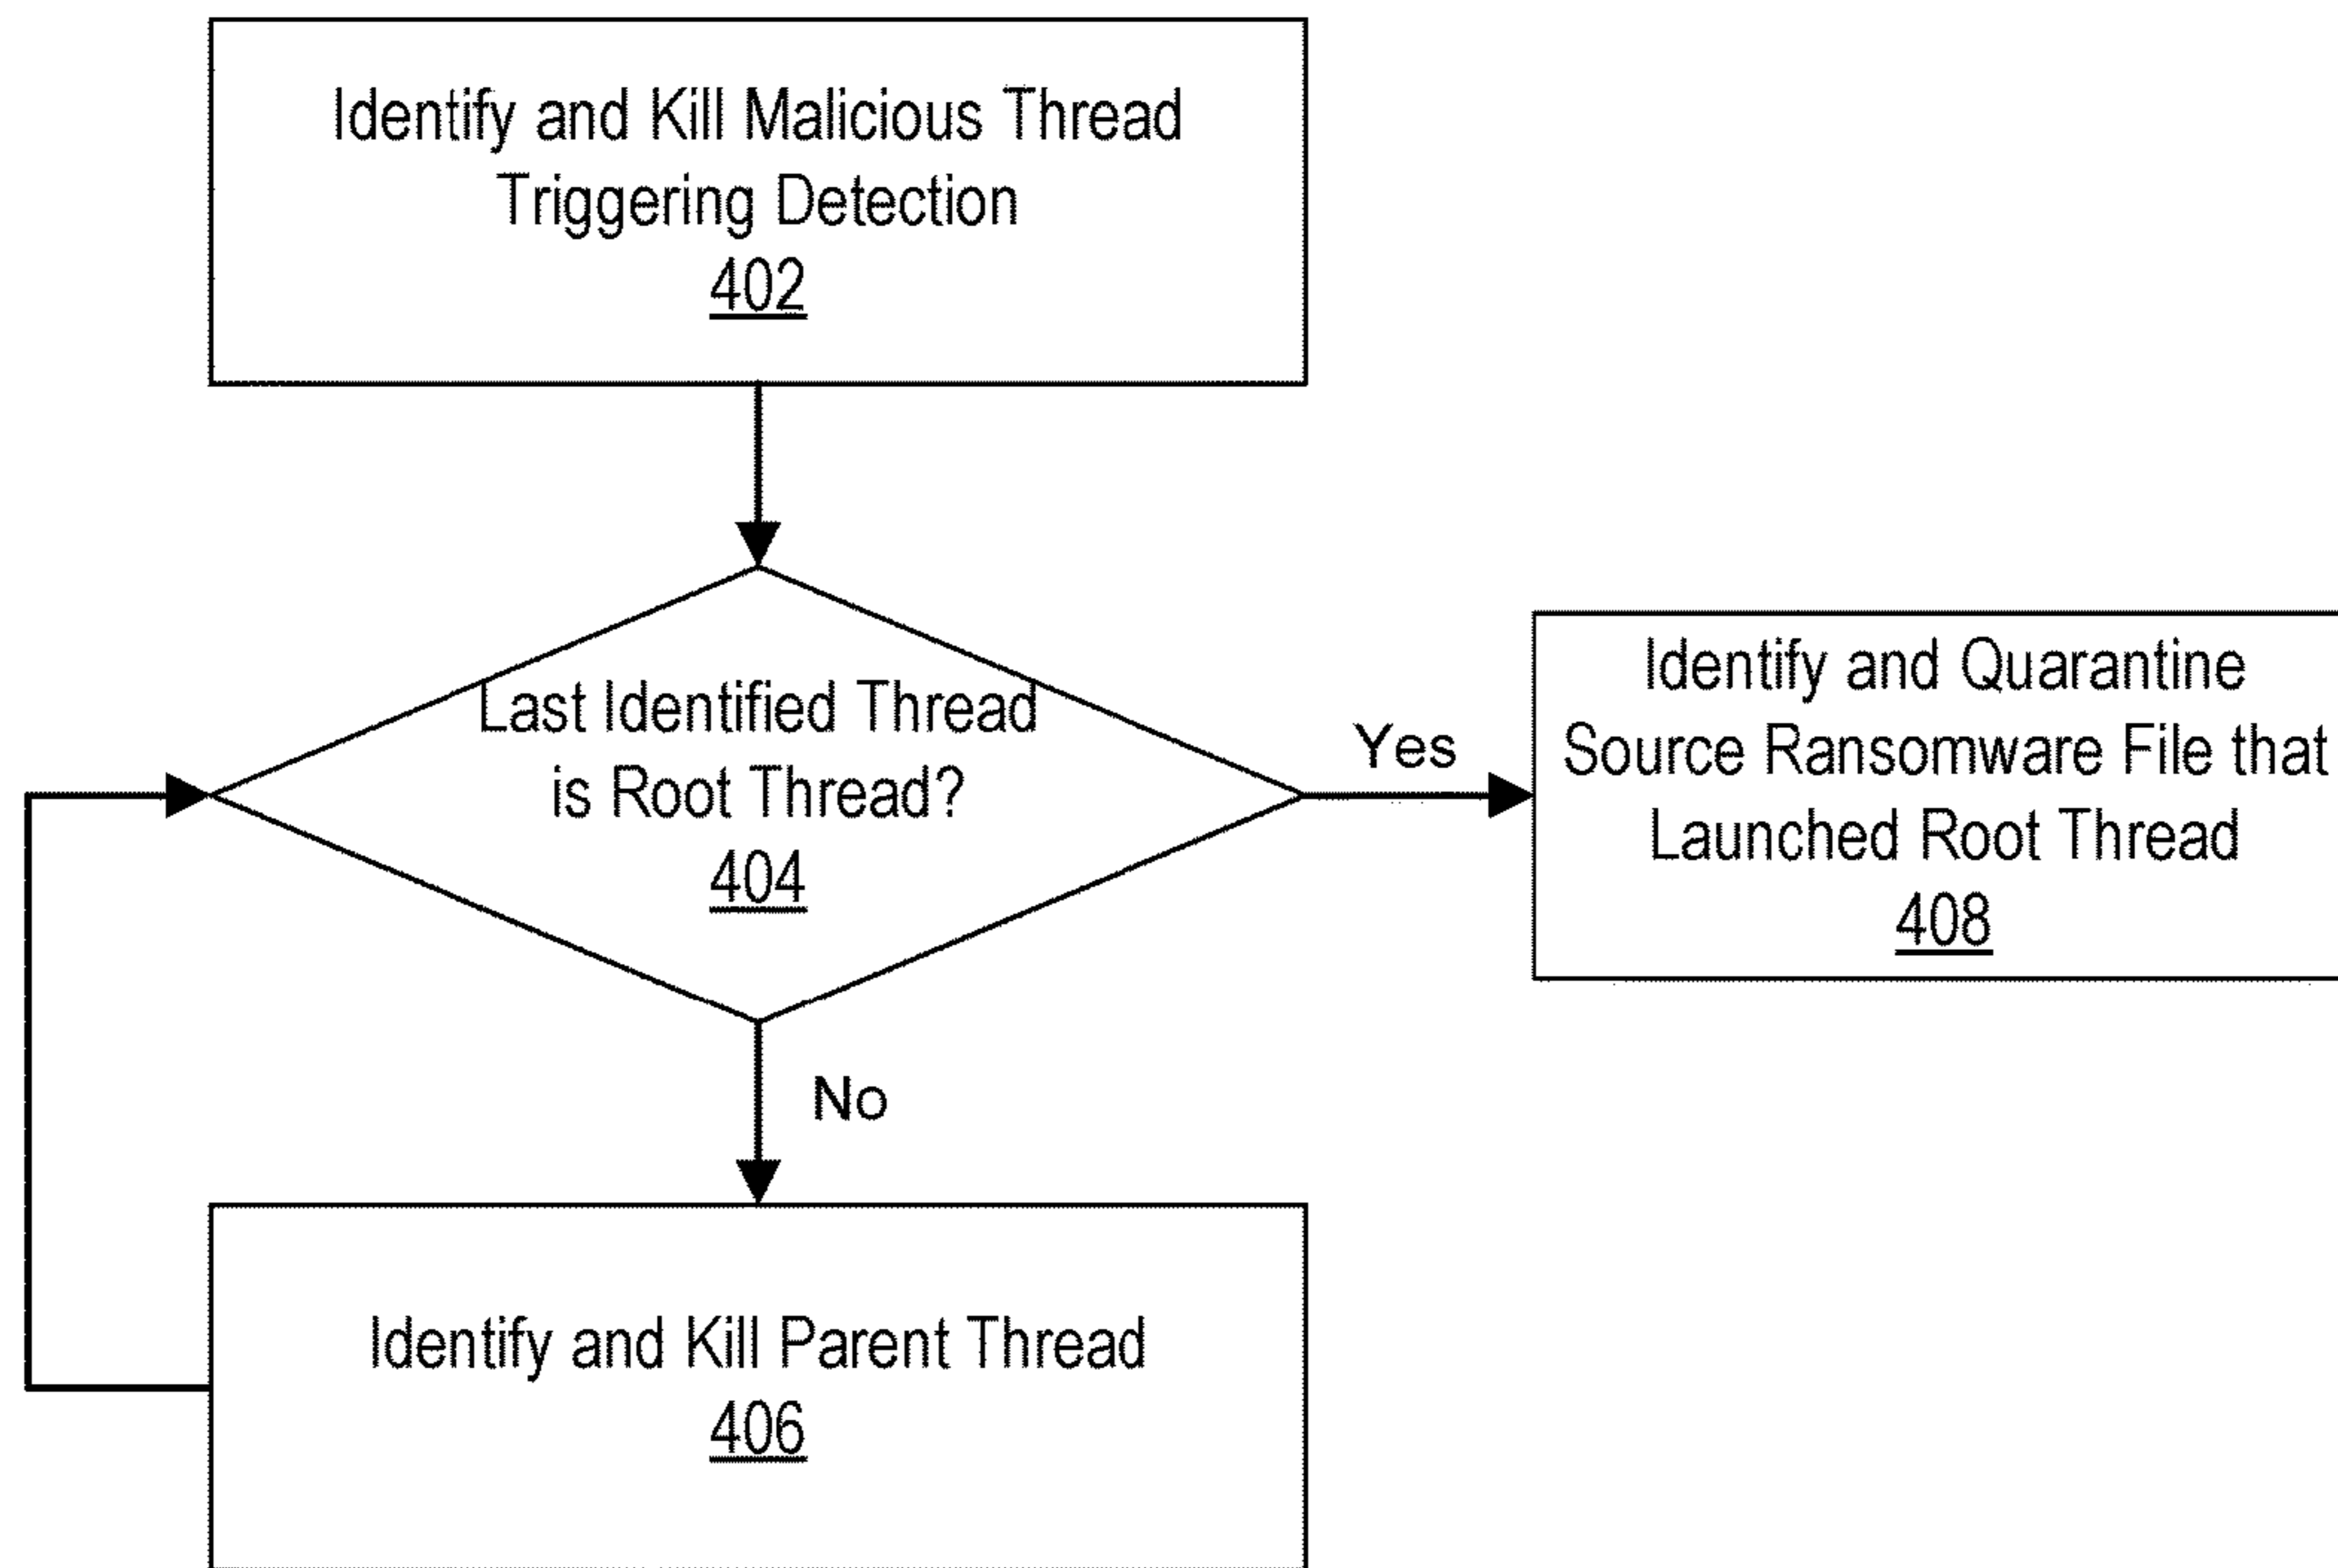 Identify and Kill Malicious Thread
Triggering Detection
402
Last Identified Thread
is Root Thread?
404
Yes
Identify and Quarantine
Source Ransomware File that
Launched Root Thread
408
No
Identify and Kill Parent Thread
406